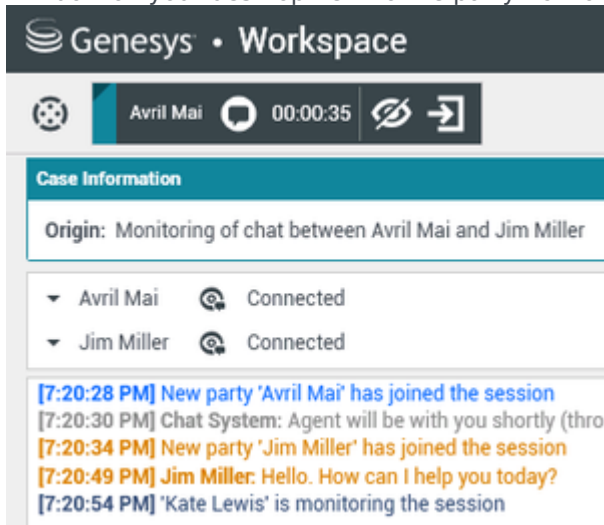 Genesys • Workspace
Avril Mai 00:00:35
Case Information
Origin: Monitoring of chat between Avril Mai and Jim Miller
Avril Mai Connected
Jim Miller Connected
[7:20:28 PM] New party 'Avril Mai' has joined the session
[7:20:30 PM] Chat System: Agent will be with you shortly (thro
[7:20:34 PM] New party 'Jim Miller' has joined the session
[7:20:49 PM] Jim Miller: Hello. How can I help you today?
[7:20:54 PM] 'Kate Lewis' is monitoring the session